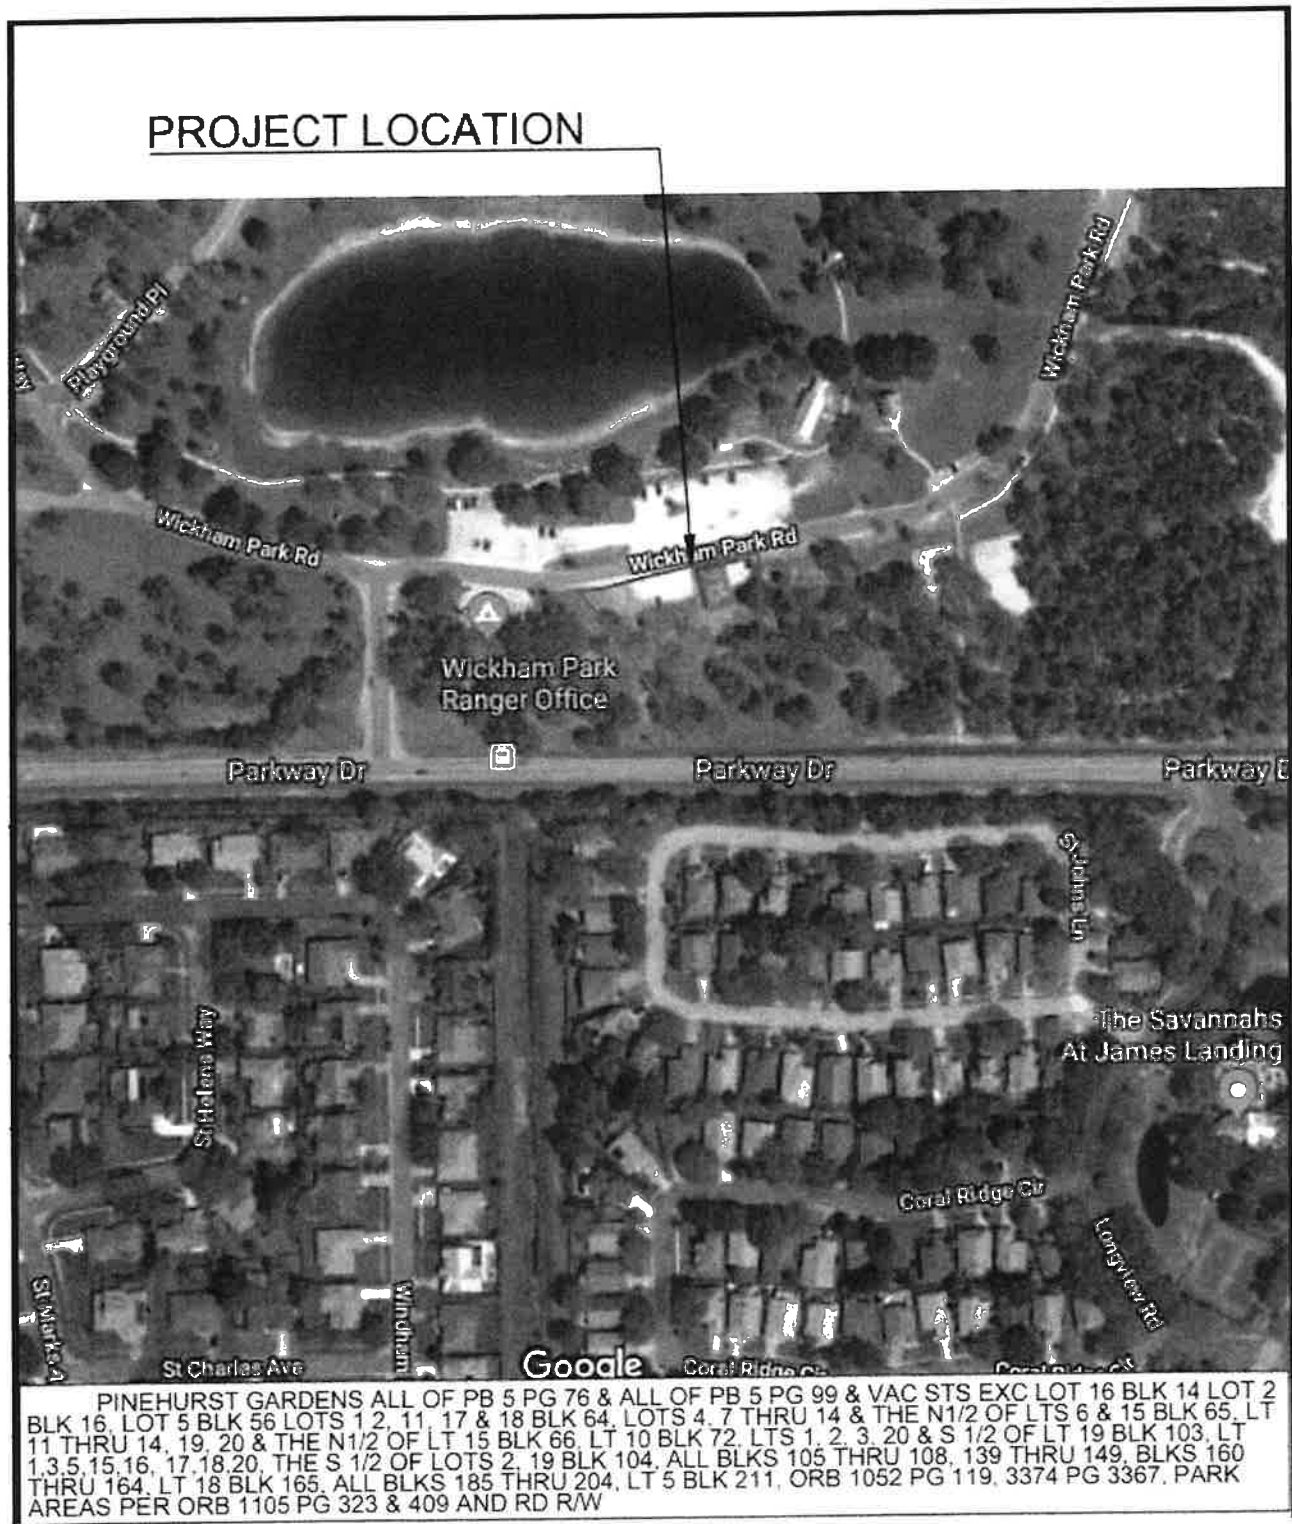 PROJECT LOCATION
Playground Pl
Wickham Park Rd
Wickham Park Rd
Wickham Park Rd
Wickham Park
Ranger Office
Parkway Dr
Parkway Dr
Parkway D
St Johns Ln
The Savannahs
At James Landing
St Helens Way
Coral Ridge Cir
Longview Rd
St Marks A
Windham
St Charles Ave
Google
Coral Ridge Cir
Coral Ridge Cir
PINEHURST GARDENS ALL OF PB 5 PG 76 & ALL OF PB 5 PG 99 & VAC STS EXC LOT 16 BLK 14 LOT 2
BLK 16, LOT 5 BLK 56 LOTS 1,2, 11, 17 & 18 BLK 64, LOTS 4, 7 THRU 14 & THE N1/2 OF LTS 6 & 15 BLK 65, LT
11 THRU 14, 19, 20 & THE N1/2 OF LT 15 BLK 66, LT 10 BLK 72, LTS 1, 2, 3, 20 & S 1/2 OF LT 19 BLK 103, LT
1,3,5,15,16, 17,18,20, THE S 1/2 OF LOTS 2, 19 BLK 104, ALL BLKS 105 THRU 108, 139 THRU 149, BLKS 160
THRU 164, LT 18 BLK 165, ALL BLKS 185 THRU 204, LT 5 BLK 211, ORB 1052 PG 119, 3374 PG 3367, PARK
AREAS PER ORB 1105 PG 323 & 409 AND RD R/W